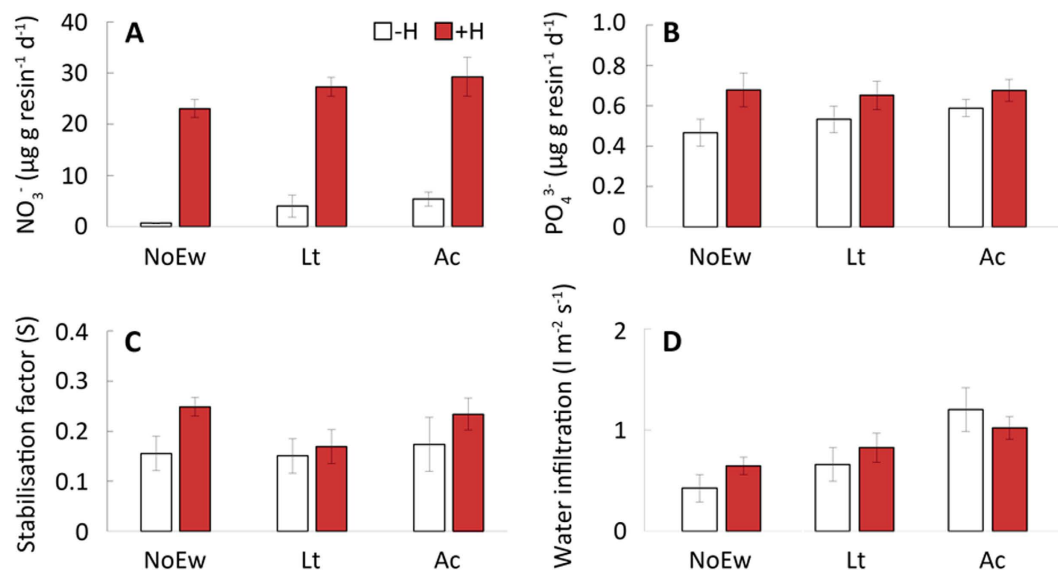 A
-H +H
NO₃⁻ (µg g resin⁻¹ d⁻¹)
40
30
20
10
0
NoEw Lt Ac
B
PO₄³⁻ (µg g resin⁻¹ d⁻¹)
1.0
0.8
0.6
0.4
0.2
0
NoEw Lt Ac
C
Stabilisation factor (S)
0.4
0.3
0.2
0.1
0
NoEw Lt Ac
D
Water infiltration (l m⁻² s⁻¹)
2
1
0
NoEw Lt Ac